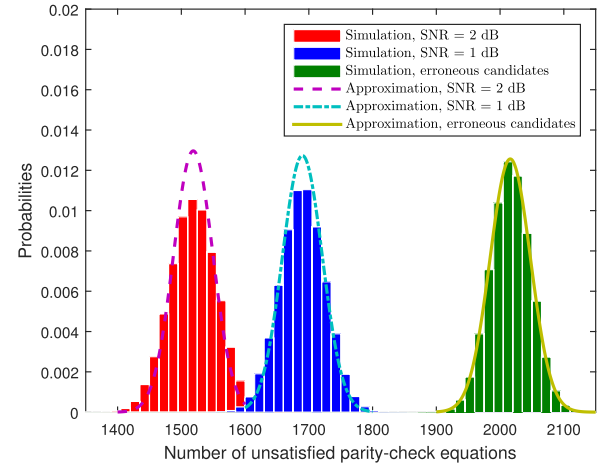 0.02
0.018
0.016
0.014
0.012
0.01
0.008
0.006
0.004
0.002
0
Probabilities
Simulation, SNR = 2 dB
Simulation, SNR = 1 dB
Simulation, erroneous candidates
Approximation, SNR = 2 dB
Approximation, SNR = 1 dB
Approximation, erroneous candidates
1400 1500 1600 1700 1800 1900 2000 2100
Number of unsatisfied parity-check equations